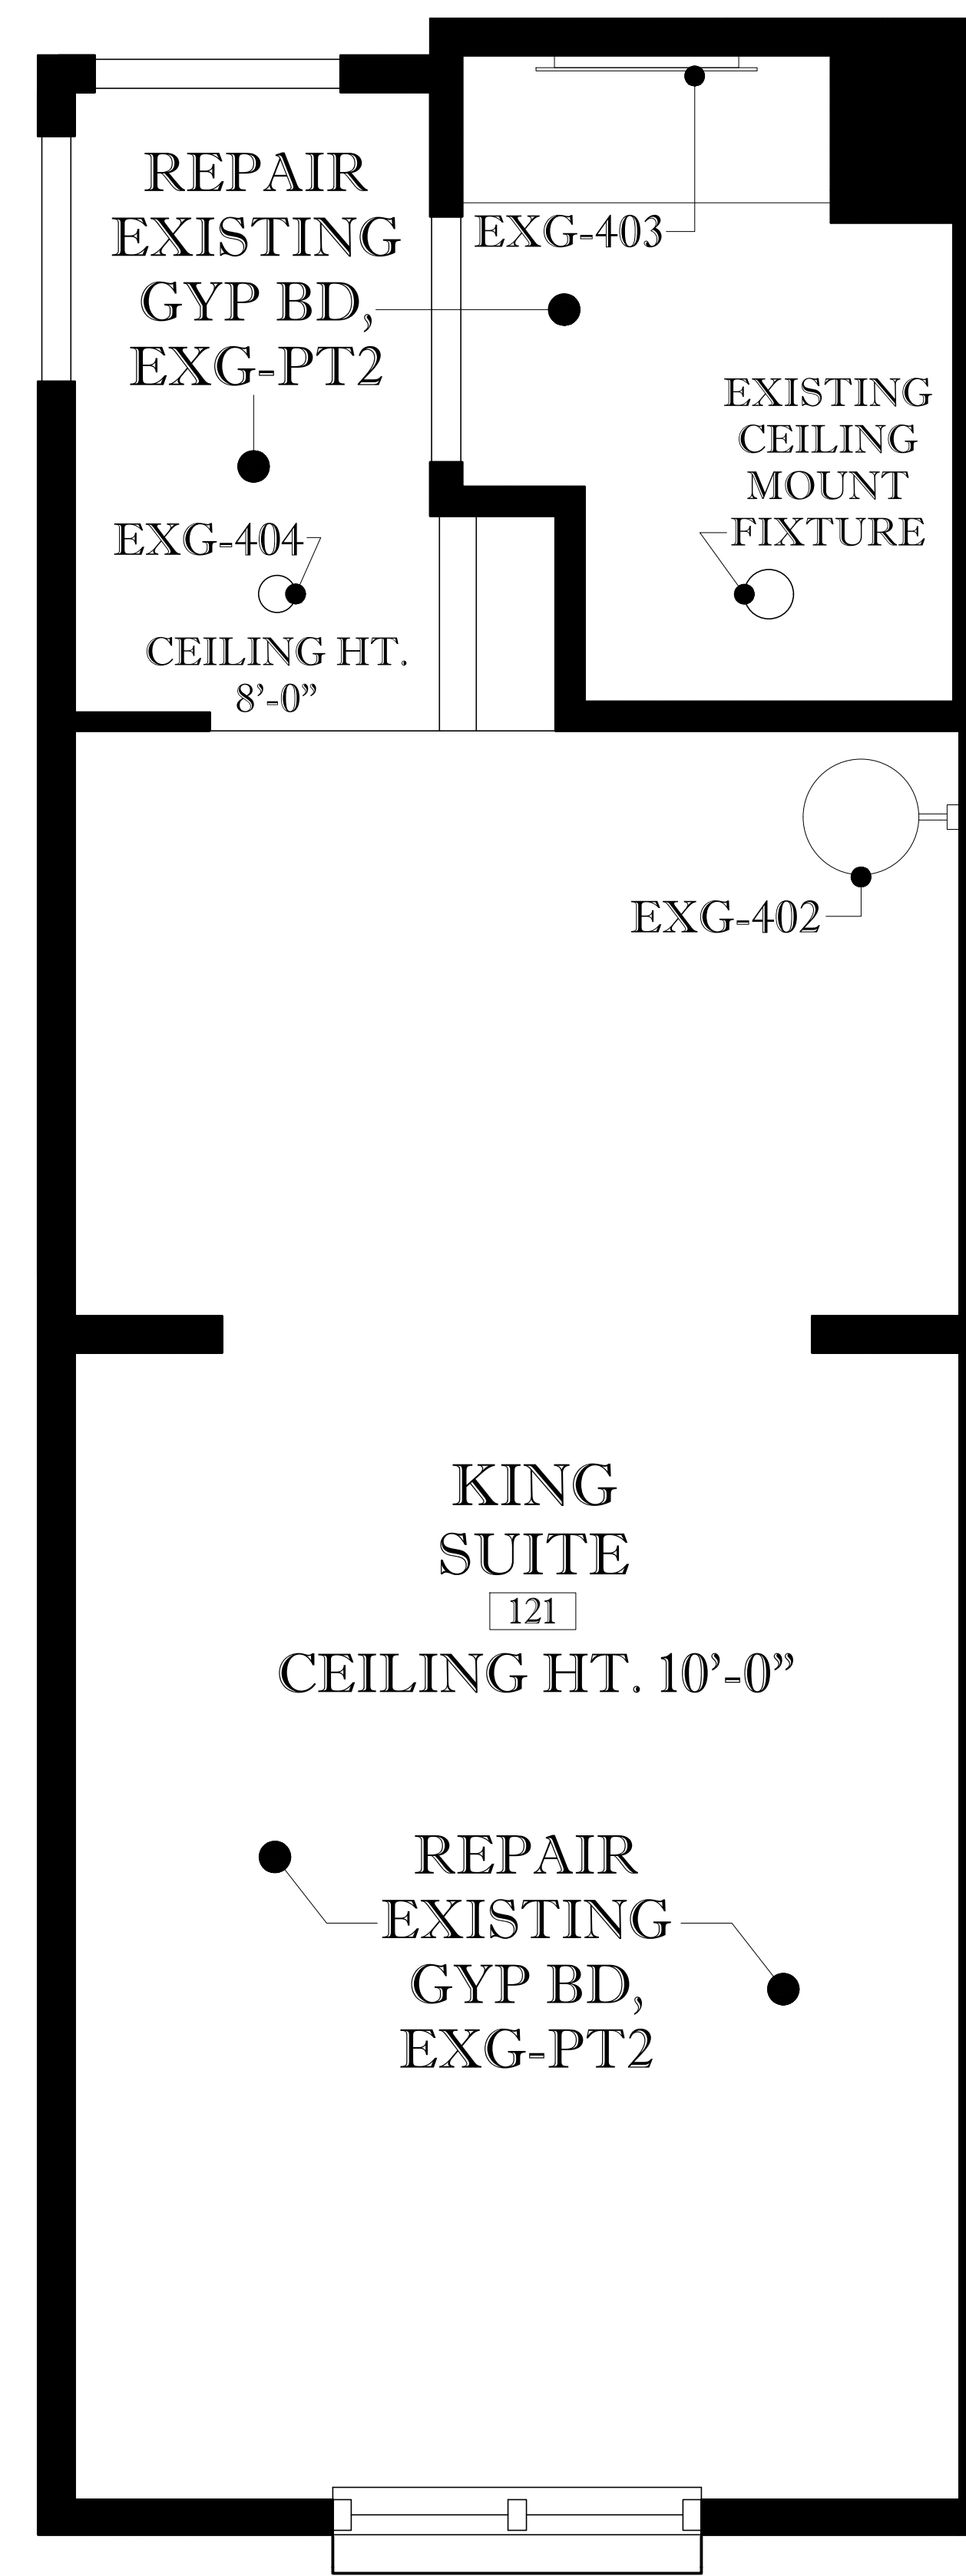 REPAIR
EXISTING
GYP BD,
EXG-PT2
EXG-403
EXISTING
CEILING
MOUNT
FIXTURE
EXG-404
CEILING HT.
8’-0”
EXG-402
KING
SUITE
121
CEILING HT. 10’-0”
REPAIR
EXISTING
GYP BD,
EXG-PT2